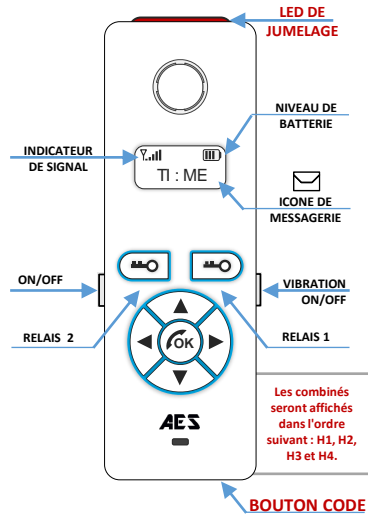 LED DE
JUMELAGE
NIVEAU DE
BATTERIE
INDICATEUR
DE SIGNAL
TI : ME
ICONE DE
MESSAGERIE
ON/OFF
VIBRATION
ON/OFF
RELAIS 2
RELAIS 1
OK
Les combinés
seront affichés
dans l'ordre
suivant : H1, H2,
H3 et H4.
AES
BOUTON CODE